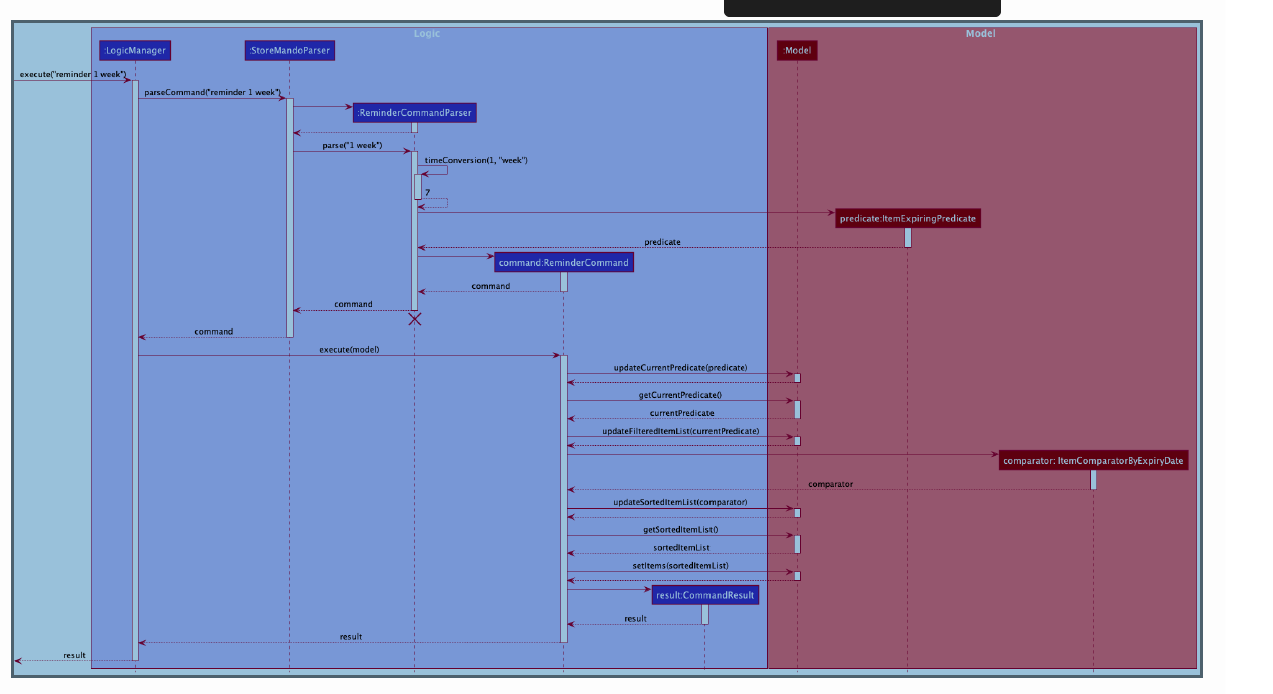 Logic
Model
:LogicManager
:StoreMandoParser
:Model
execute("reminder 1 week")
parseCommand("reminder 1 week")
:ReminderCommandParser
parse("1 week")
timeConversion(1, "week")
7
predicate:ItemExpiringPredicate
predicate
command:ReminderCommand
command
command
command
execute(model)
updateCurrentPredicate(predicate)
getCurrentPredicate()
currentPredicate
updateFilteredItemList(currentPredicate)
comparator: ItemComparatorByExpiryDate
comparator
updateSortedItemList(comparator)
getSortedItemList()
sortedItemList
setItems(sortedItemList)
result:CommandResult
result
result
result